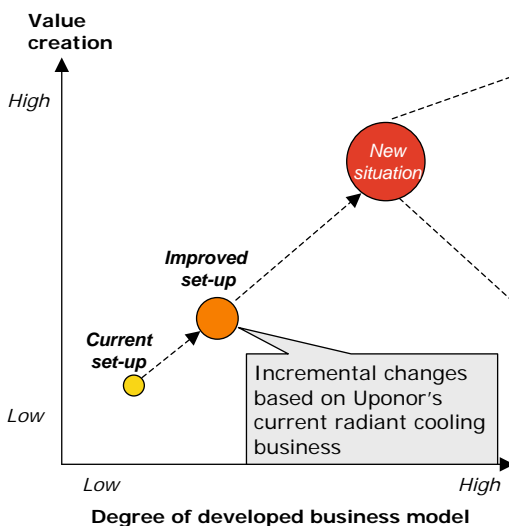 Value
creation
High
New
situation
Improved
set-up
Current
set-up
Incremental changes
based on Uponor's
current radiant cooling
business
Low
Low
High
Degree of developed business model